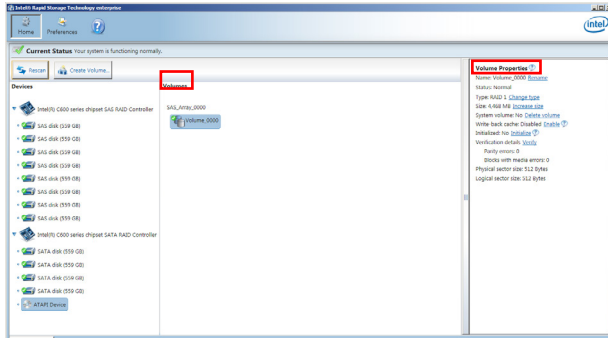 Intel® Rapid Storage Technology enterprise
Home
Preferences
?
intel
Current Status Your system is functioning normally.
Rescan
Create Volume...
Devices
Intel(R) C600 series chipset SAS RAID Controller
SAS disk (559 GB)
SAS disk (559 GB)
SAS disk (559 GB)
SAS disk (559 GB)
SAS disk (559 GB)
SAS disk (559 GB)
SAS disk (559 GB)
SAS disk (559 GB)
Intel(R) C600 series chipset SATA RAID Controller
SATA disk (559 GB)
SATA disk (559 GB)
SATA disk (559 GB)
SATA disk (559 GB)
ATAPI Device
Volumes
SAS_Array_0000
Volume_0000
Volume Properties ?
Name: Volume_0000 Rename
Status: Normal
Type: RAID 1 Change type
Size: 4,468 MB Increase size
System volume: No Delete volume
Write-back cache: Disabled Enable ?
Initialized: No Initialize ?
Verification details Verify
Parity errors: 0
Blocks with media errors: 0
Physical sector size: 512 Bytes
Logical sector size: 512 Bytes